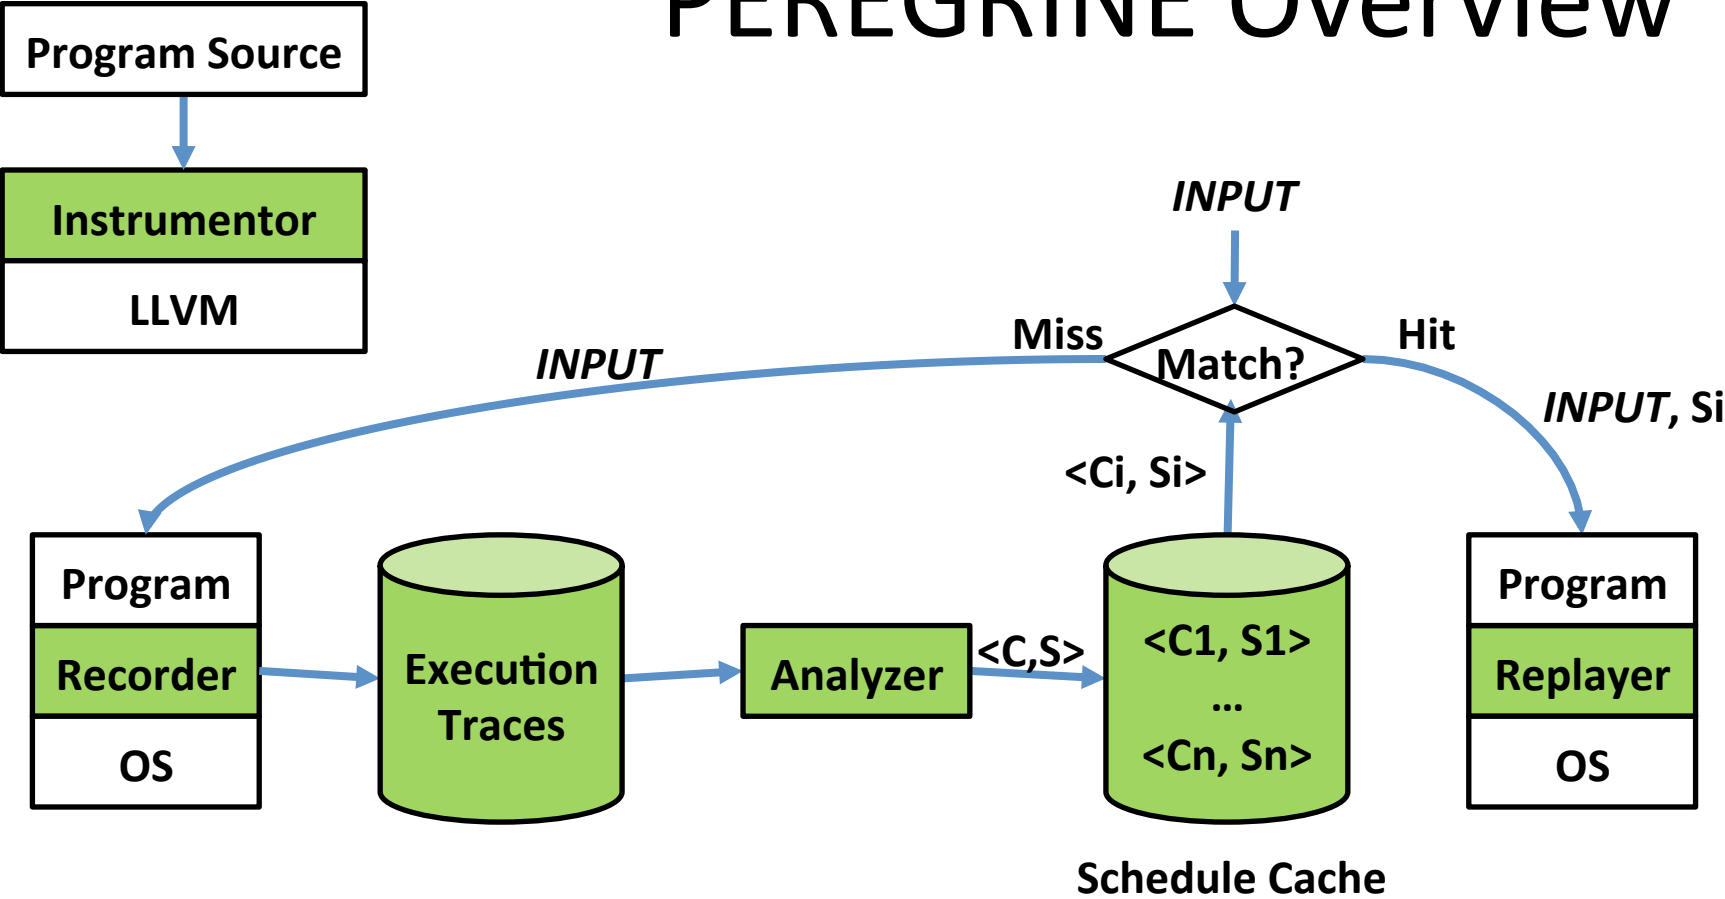 PEREGRINE Overview
Program Source
Instrumentor
LLVM
INPUT
Miss
Match?
Hit
INPUT
INPUT, Si
<Ci, Si>
Program
Recorder
OS
Execution
Traces
Analyzer
<C,S>
<C1, S1>
...
<Cn, Sn>
Schedule Cache
Program
Replayer
OS